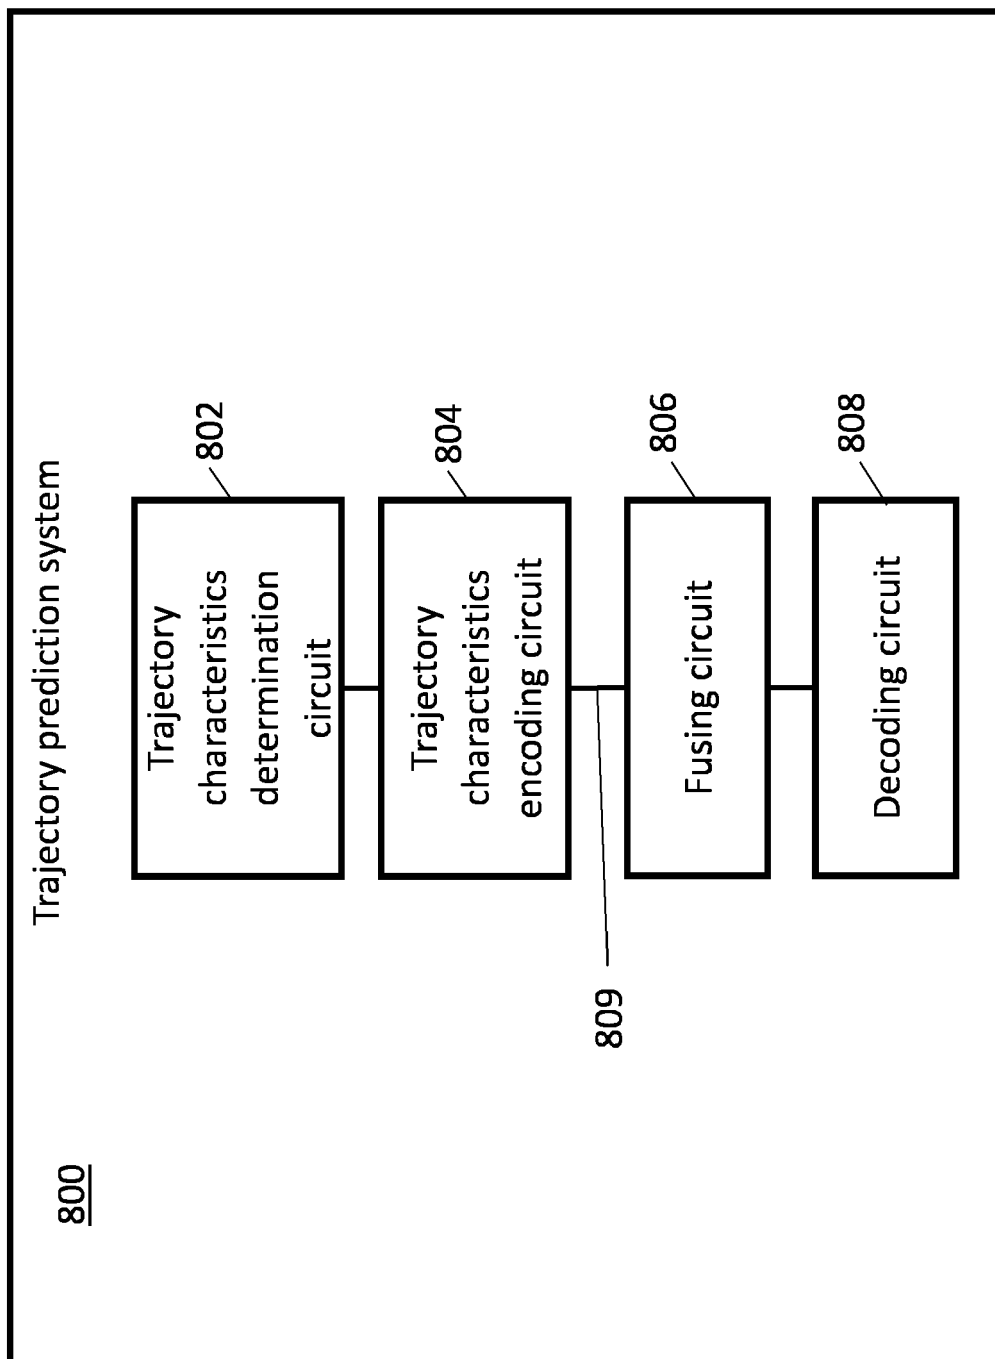 800
Trajectory prediction system
Trajectory
characteristics
determination
circuit
802
Trajectory
characteristics
encoding circuit
804
809
Fusing circuit
806
Decoding circuit
808